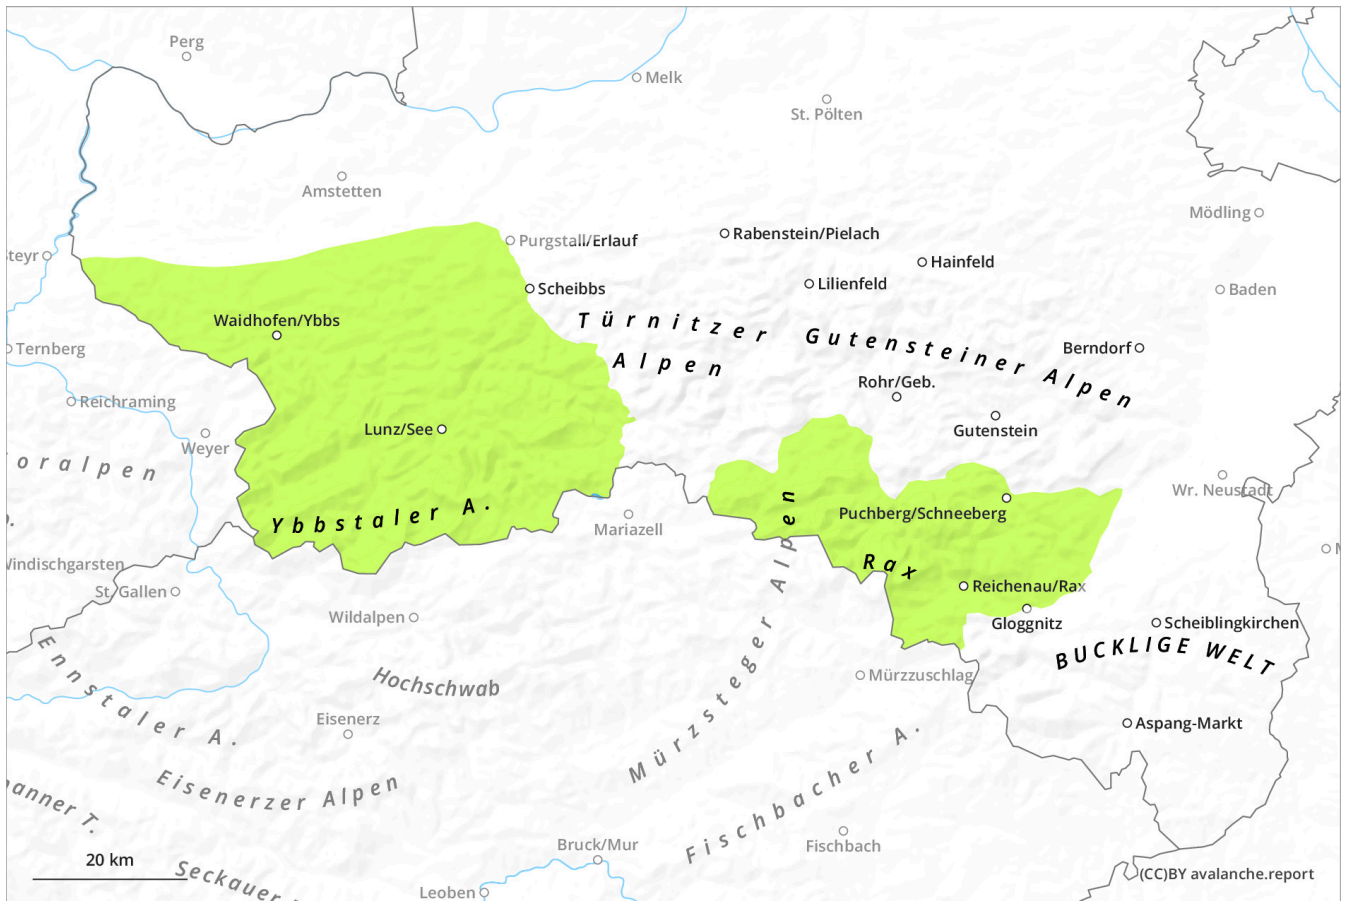 Perg
Melk
St. Pölten
Amstetten
Mödling
Purgstall/Erlauf
Rabenstein/Pielach
Steyr
Hainfeld
Scheibbs
Lilienfeld
Baden
Waidhofen/Ybbs
Türnitzer
Alpen
Gutensteiner Alpen
Ternberg
Berndorf
Rohr/Geb.
Reichraming
Gutenstein
Lunz/See
Weyer
oralpen
Wr. Neustadt
Ybbstaler A.
Puchberg/Schneeberg
Mariazell
Windischgarsten
Rax
Reichenau/Rax
St. Gallen
Wildalpen
Gloggnitz
Scheiblingkirchen
BUCKLIGE WELT
Ennstaler A.
Hochschwab
Mürzsteger Alpen
Mürzzuschlag
Eisenerz
Aspang-Markt
Eisenerzer Alpen
Fischbacher A.
anner T.
Bruck/Mur
Fischbach
20 km
Seckauer
Leoben
(CC)BY avalanche.report